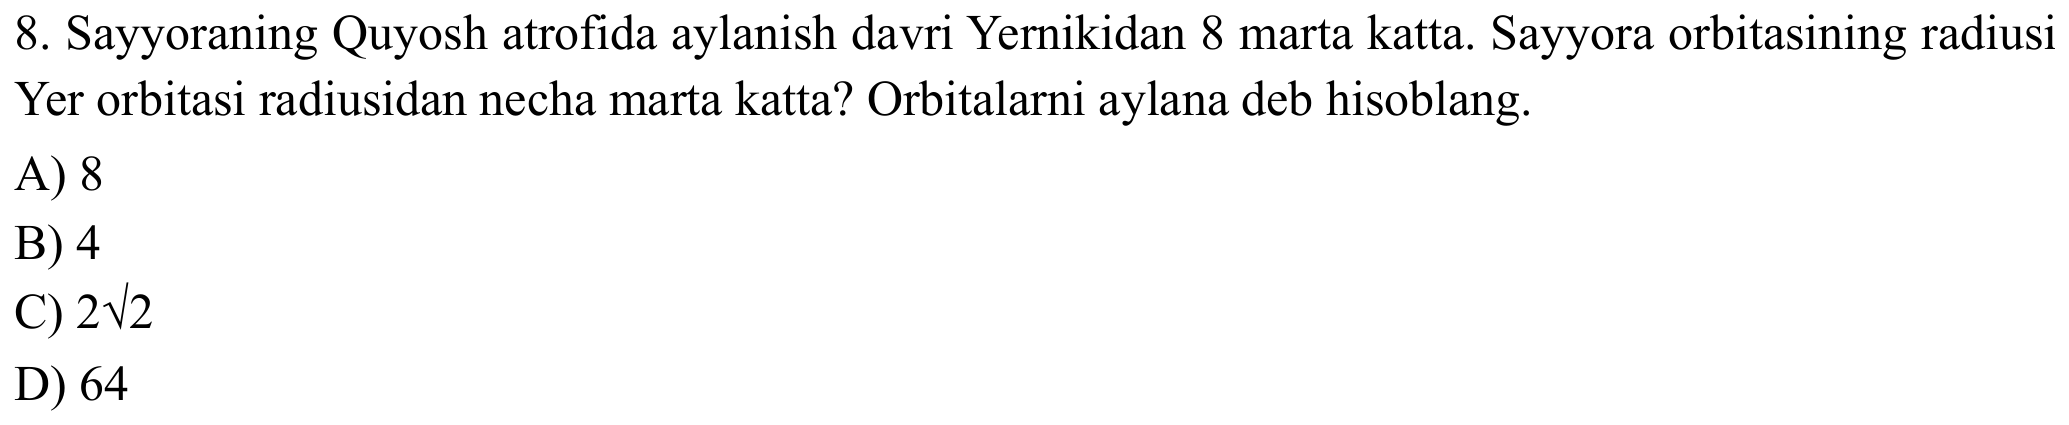 8. Sayyoraning Quyosh atrofida aylanish davri Yernikidan 8 marta katta. Sayyora orbitasining radiusi
Yer orbitasi radiusidan necha marta katta? Orbitalarni aylana deb hisoblang.
A) 8
B) 4
C) 2√2
D) 64